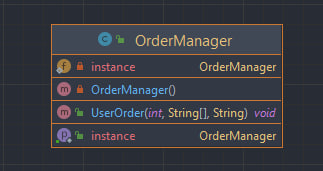 OrderManager
instance OrderManager
OrderManager()
UserOrder(int, String[], String) void
instance OrderManager